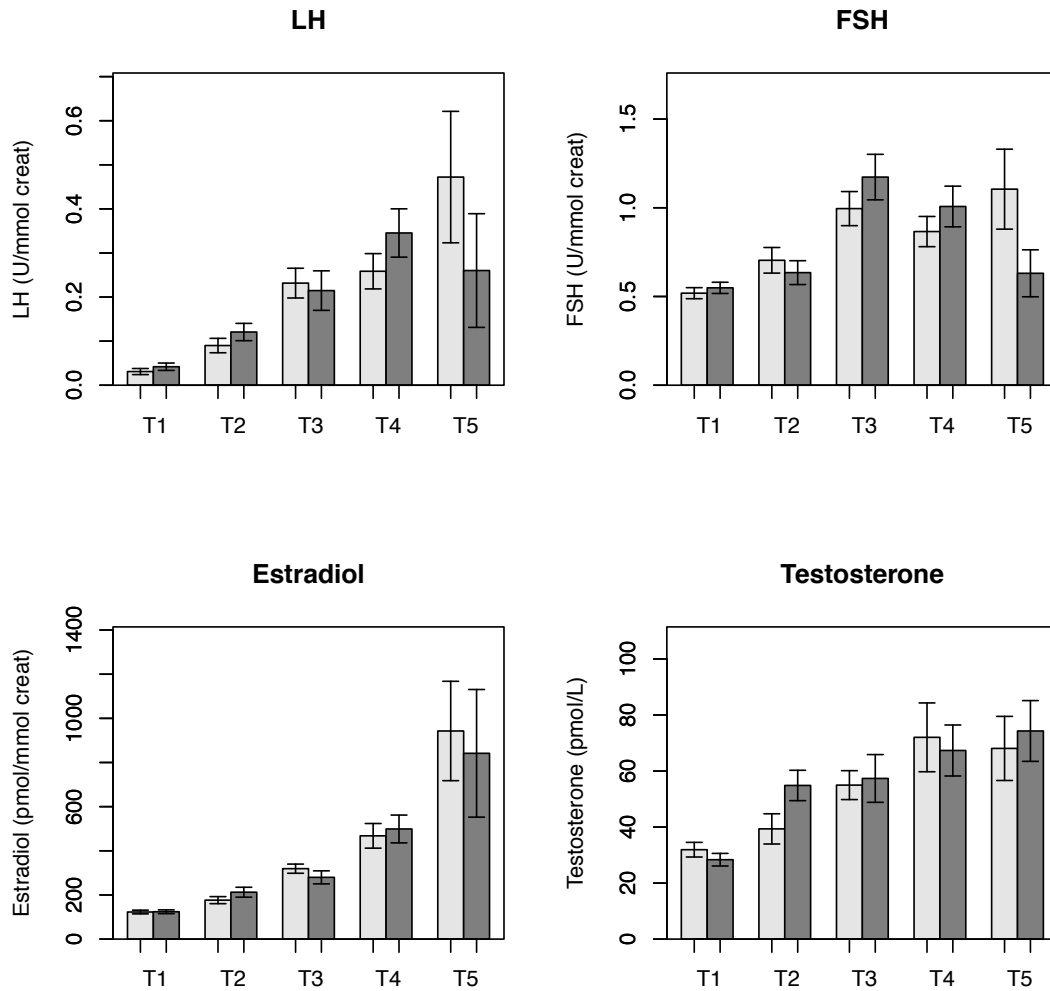 LH
LH (U/mmol creat)
0.0
0.2
0.4
0.6
T1 T2 T3 T4 T5
FSH
FSH (U/mmol creat)
0.0
0.5
1.0
1.5
T1 T2 T3 T4 T5
Estradiol
Estradiol (pmol/mmol creat)
0
200
600
1000
1400
T1 T2 T3 T4 T5
Testosterone
Testosterone (pmol/L)
0
20
40
60
80
100
T1 T2 T3 T4 T5